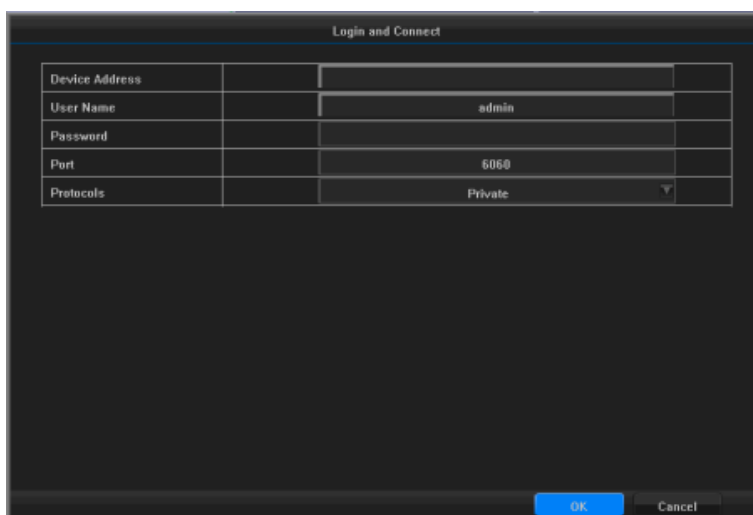 Login and Connect
Device Address
User Name admin
Password
Port 6060
Protocols Private
OK Cancel